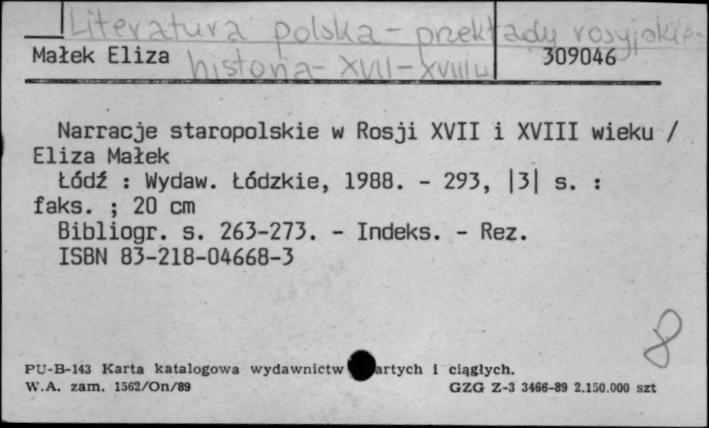 Literatura polska - przekłady rosyjskie -
Małek Eliza
309046
historia - XVII - XVIII w
Narracje staropolskie w Rosji XVII i XVIII wieku /
Eliza Małek
Łódź : Wydaw. Łódzkie, 1988. - 293, |3| s. :
faks. ; 20 cm
Bibliogr. s. 263-273. - Indeks. - Rez.
ISBN 83-218-04668-3
8
PU-B-143 Karta katalogowa wydawnictw artych i ciągłych.
W.A. zam. 1562/On/89
GZG Z-3 3466-89 2.150.000 szt